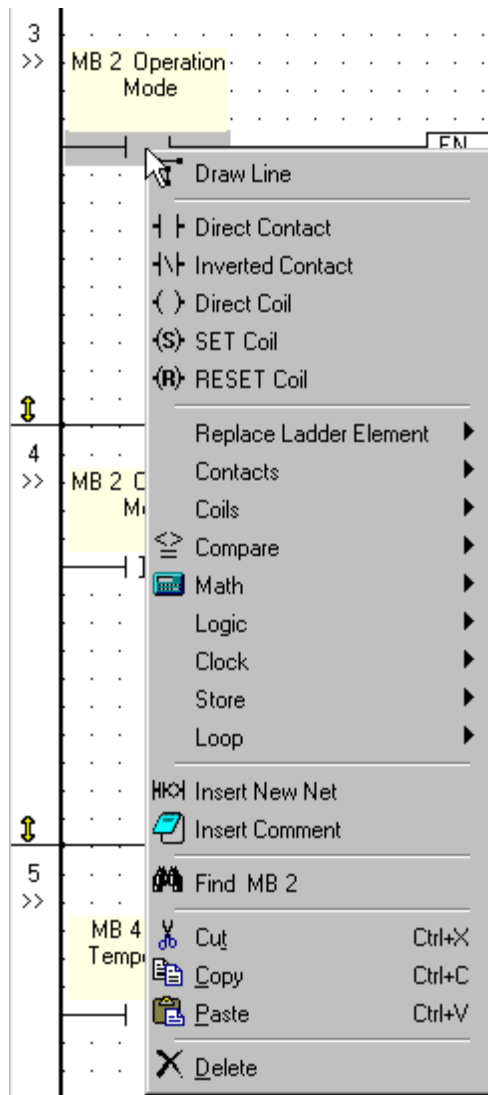 3
>>
MB 2 Operation
Mode
EN
Draw Line
Direct Contact
Inverted Contact
Direct Coil
(S) SET Coil
(R) RESET Coil
Replace Ladder Element
4
>>
MB 2
Contacts
Coils
Compare
Math
Logic
Clock
Store
Loop
Insert New Net
Insert Comment
5
>>
Find MB 2
MB 4
Cut Ctrl+X
Copy Ctrl+C
Paste Ctrl+V
Delete